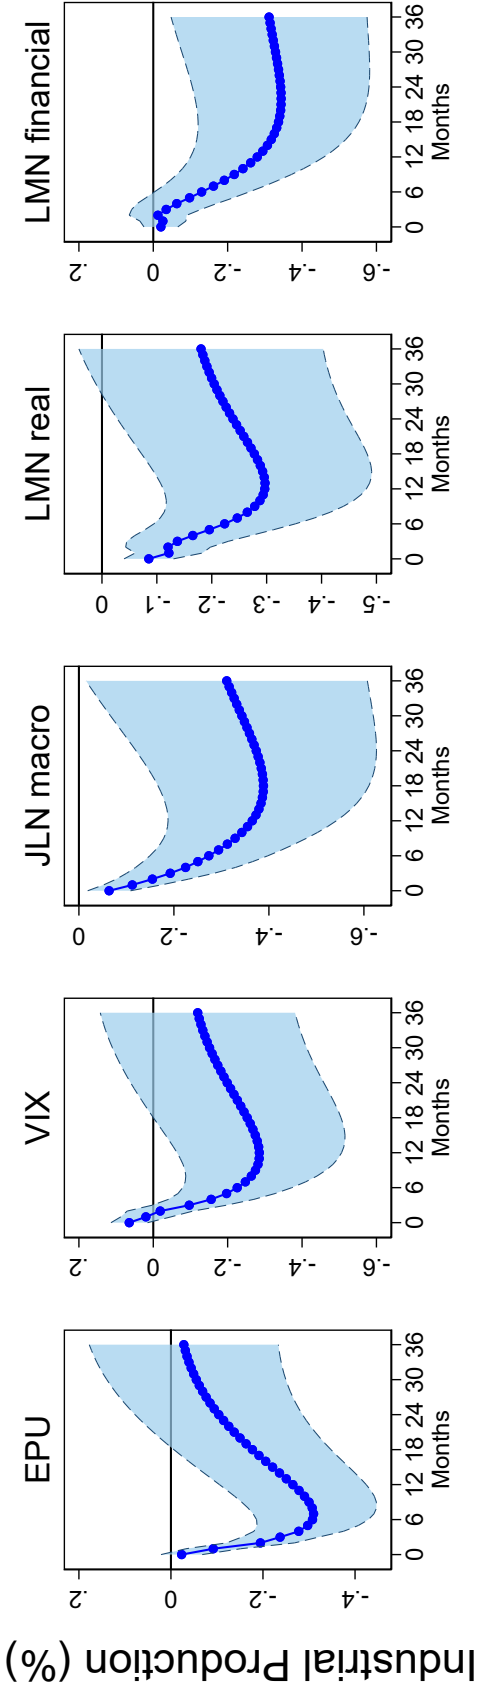 Industrial Production (%)
EPU
.2
0
-.2
-.4
0 6 12 18 24 30 36
Months
VIX
.2
0
-.2
-.4
-.6
0 6 12 18 24 30 36
Months
JLN macro
0
-.2
-.4
-.6
0 6 12 18 24 30 36
Months
LMN real
0
-.1
-.2
-.3
-.4
-.5
0 6 12 18 24 30 36
Months
LMN financial
.2
0
-.2
-.4
-.6
0 6 12 18 24 30 36
Months